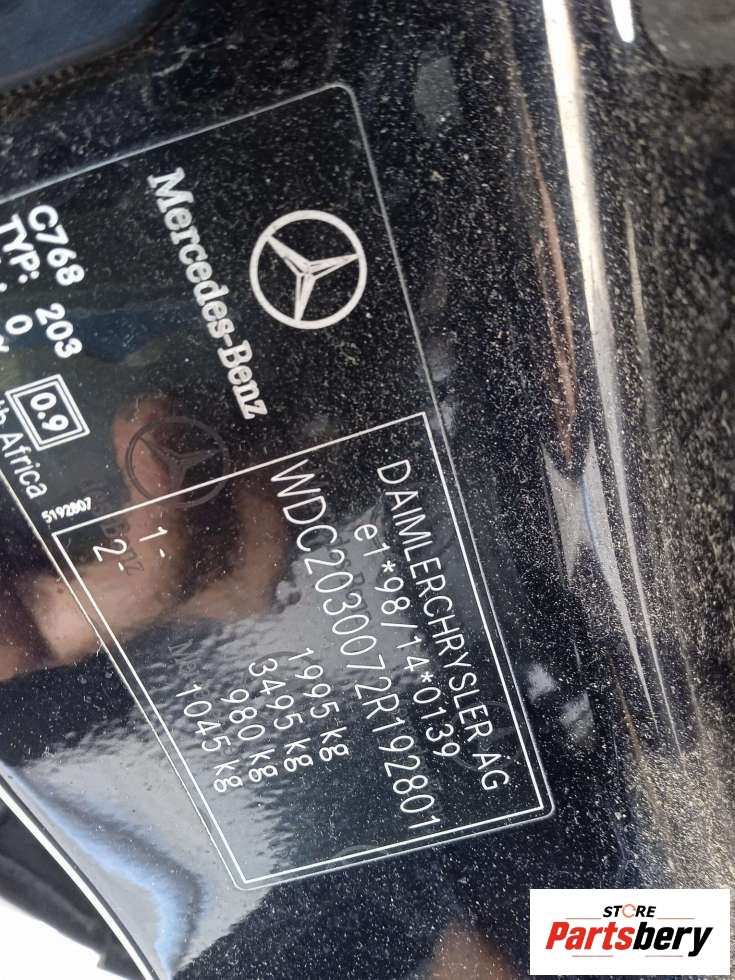 Mercedes-Benz
DAIMLERCHRYSLER AG
e1*98/14*0139
WDC2030072R192801
1995 kg
3495 kg
1- 980 kg
2- 1045 kg
C768 203
TYP:
0.9
Africa
5192807
STORE
Partsbery